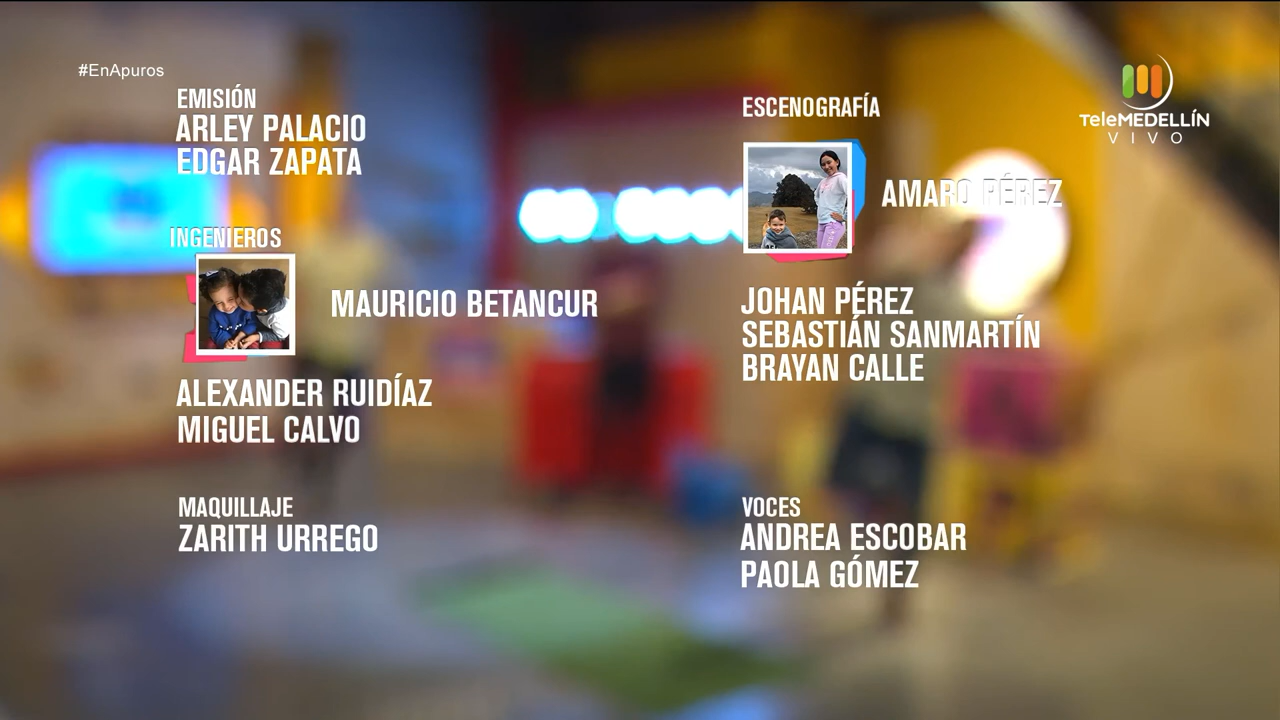 #EnApuros
EMISIÓN
ARLEY PALACIO
EDGAR ZAPATA
INGENIEROS
MAURICIO BETANCUR
ALEXANDER RUIDÍAZ
MIGUEL CALVO
MAQUILLAJE
ZARITH URREGO
ESCENOGRAFÍA
AMARO PÉREZ
JOHAN PÉREZ
SEBASTIÁN SANMARTÍN
BRAYAN CALLE
VOCES
ANDREA ESCOBAR
PAOLA GÓMEZ
TeleMEDELLÍN
VIVO